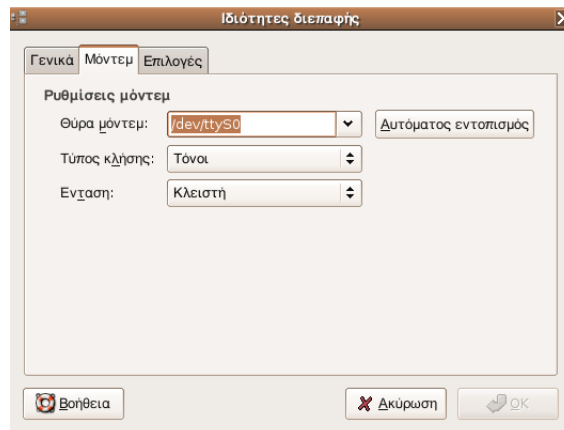 Ιδιότητες διεπαφής
Γενικά Μόντεμ Επιλογές
Ρυθμίσεις μόντεμ
Θύρα μόντεμ: /dev/ttyS0 Αυτόματος εντοπισμός
Τύπος κλήσης: Τόνοι
Ενταση: Κλειστή
Βοήθεια Ακύρωση OK